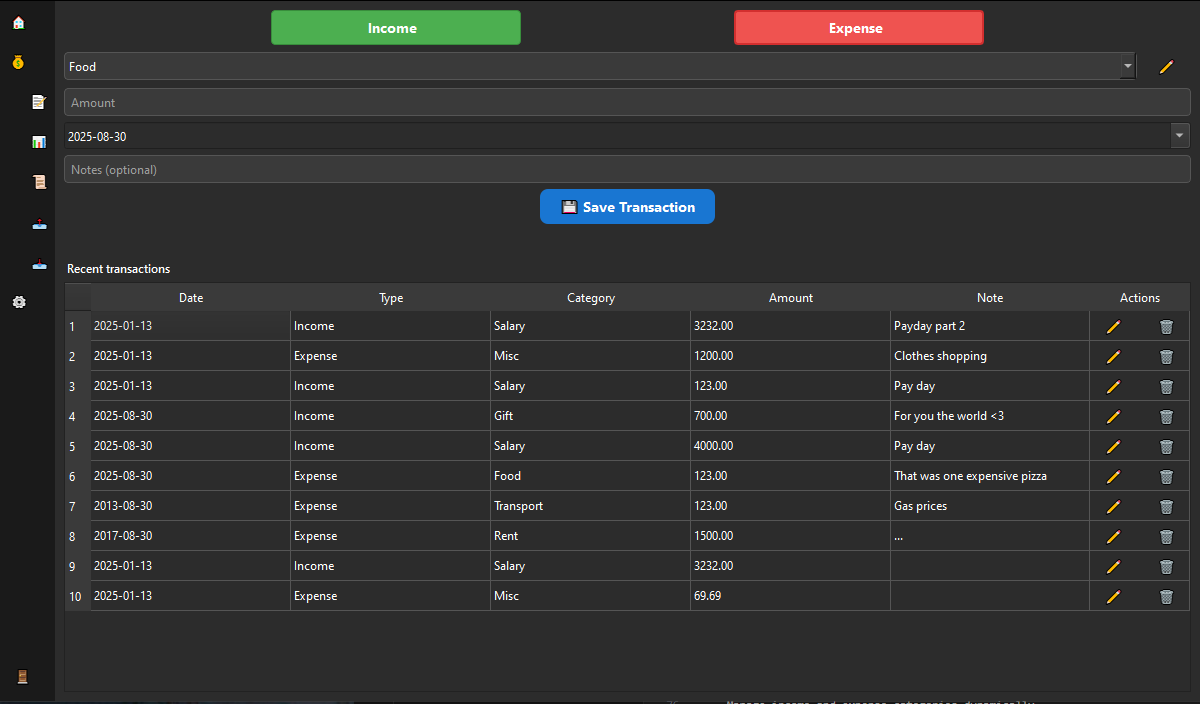 Income Expense
Food
Amount
2025-08-30
Notes (optional)
Save Transaction
Recent transactions
Date Type Category Amount Note Actions
1 2025-01-13 Income Salary 3232.00 Payday part 2
2 2025-01-13 Expense Misc 1200.00 Clothes shopping
3 2025-01-13 Income Salary 123.00 Pay day
4 2025-08-30 Income Gift 700.00 For you the world <3
5 2025-08-30 Income Salary 4000.00 Pay day
6 2025-08-30 Expense Food 123.00 That was one expensive pizza
7 2013-08-30 Expense Transport 123.00 Gas prices
8 2017-08-30 Expense Rent 1500.00 ...
9 2025-01-13 Income Salary 3232.00
10 2025-01-13 Expense Misc 69.69